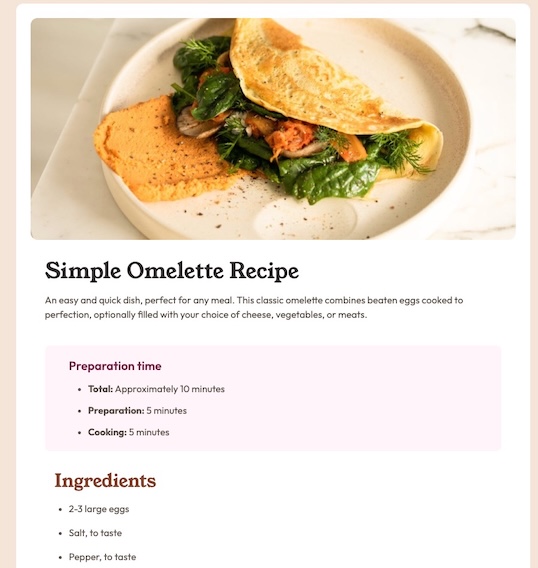 Simple Omelette Recipe
An easy and quick dish, perfect for any meal. This classic omelette combines beaten eggs cooked to
perfection, optionally filled with your choice of cheese, vegetables, or meats.
Preparation time
• Total: Approximately 10 minutes
• Preparation: 5 minutes
• Cooking: 5 minutes
Ingredients
• 2-3 large eggs
• Salt, to taste
• Pepper, to taste